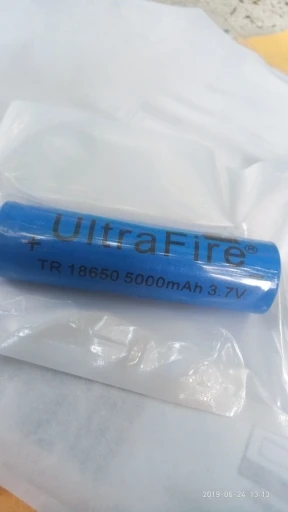 + UltraFire®
TR 18650 5000mAh 3.7V
2019-06-24 13:13